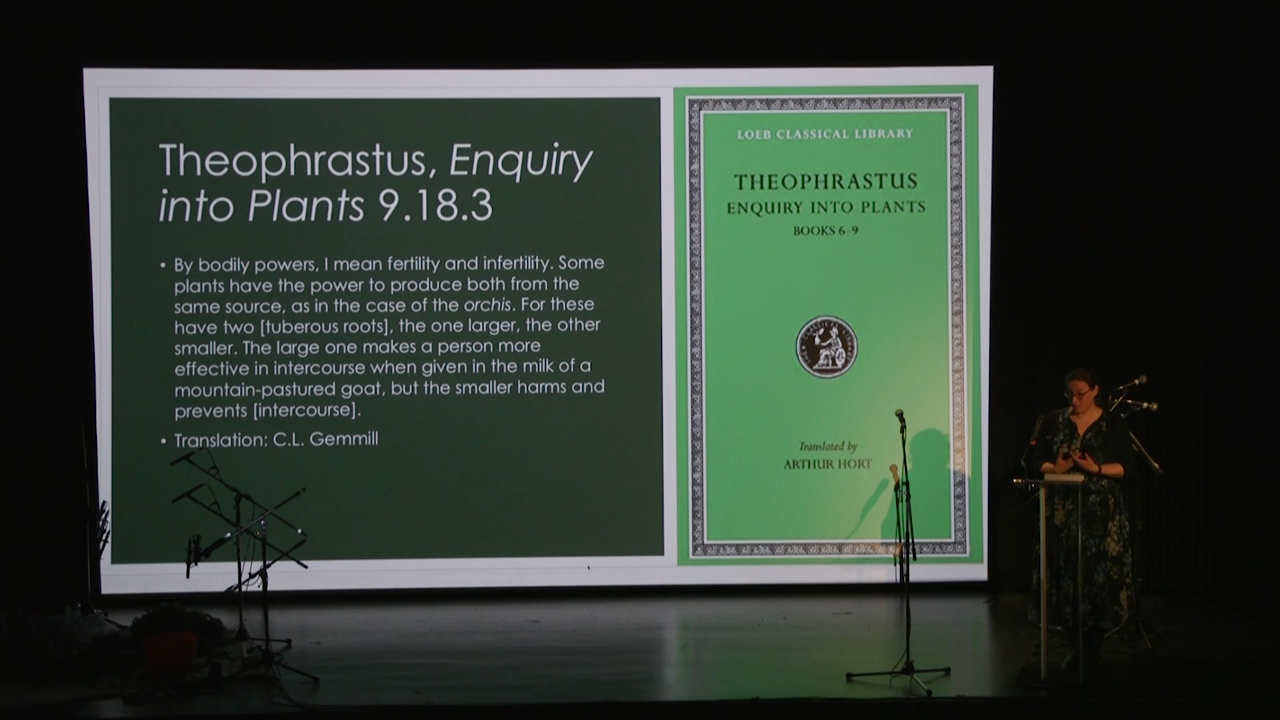 Theophrastus, Enquiry
into Plants 9.18.3
• By bodily powers, I mean fertility and infertility. Some
plants have the power to produce both from the
same source, as in the case of the orchis. For these
have two [tuberous roots], the one larger, the other
smaller. The large one makes a person more
effective in intercourse when given in the milk of a
mountain-pastured goat, but the smaller harms and
prevents [intercourse].
• Translation: C.L. Gemmill
LOEB CLASSICAL LIBRARY
THEOPHRASTUS
ENQUIRY INTO PLANTS
BOOKS 6–9
Translated by
ARTHUR HORT